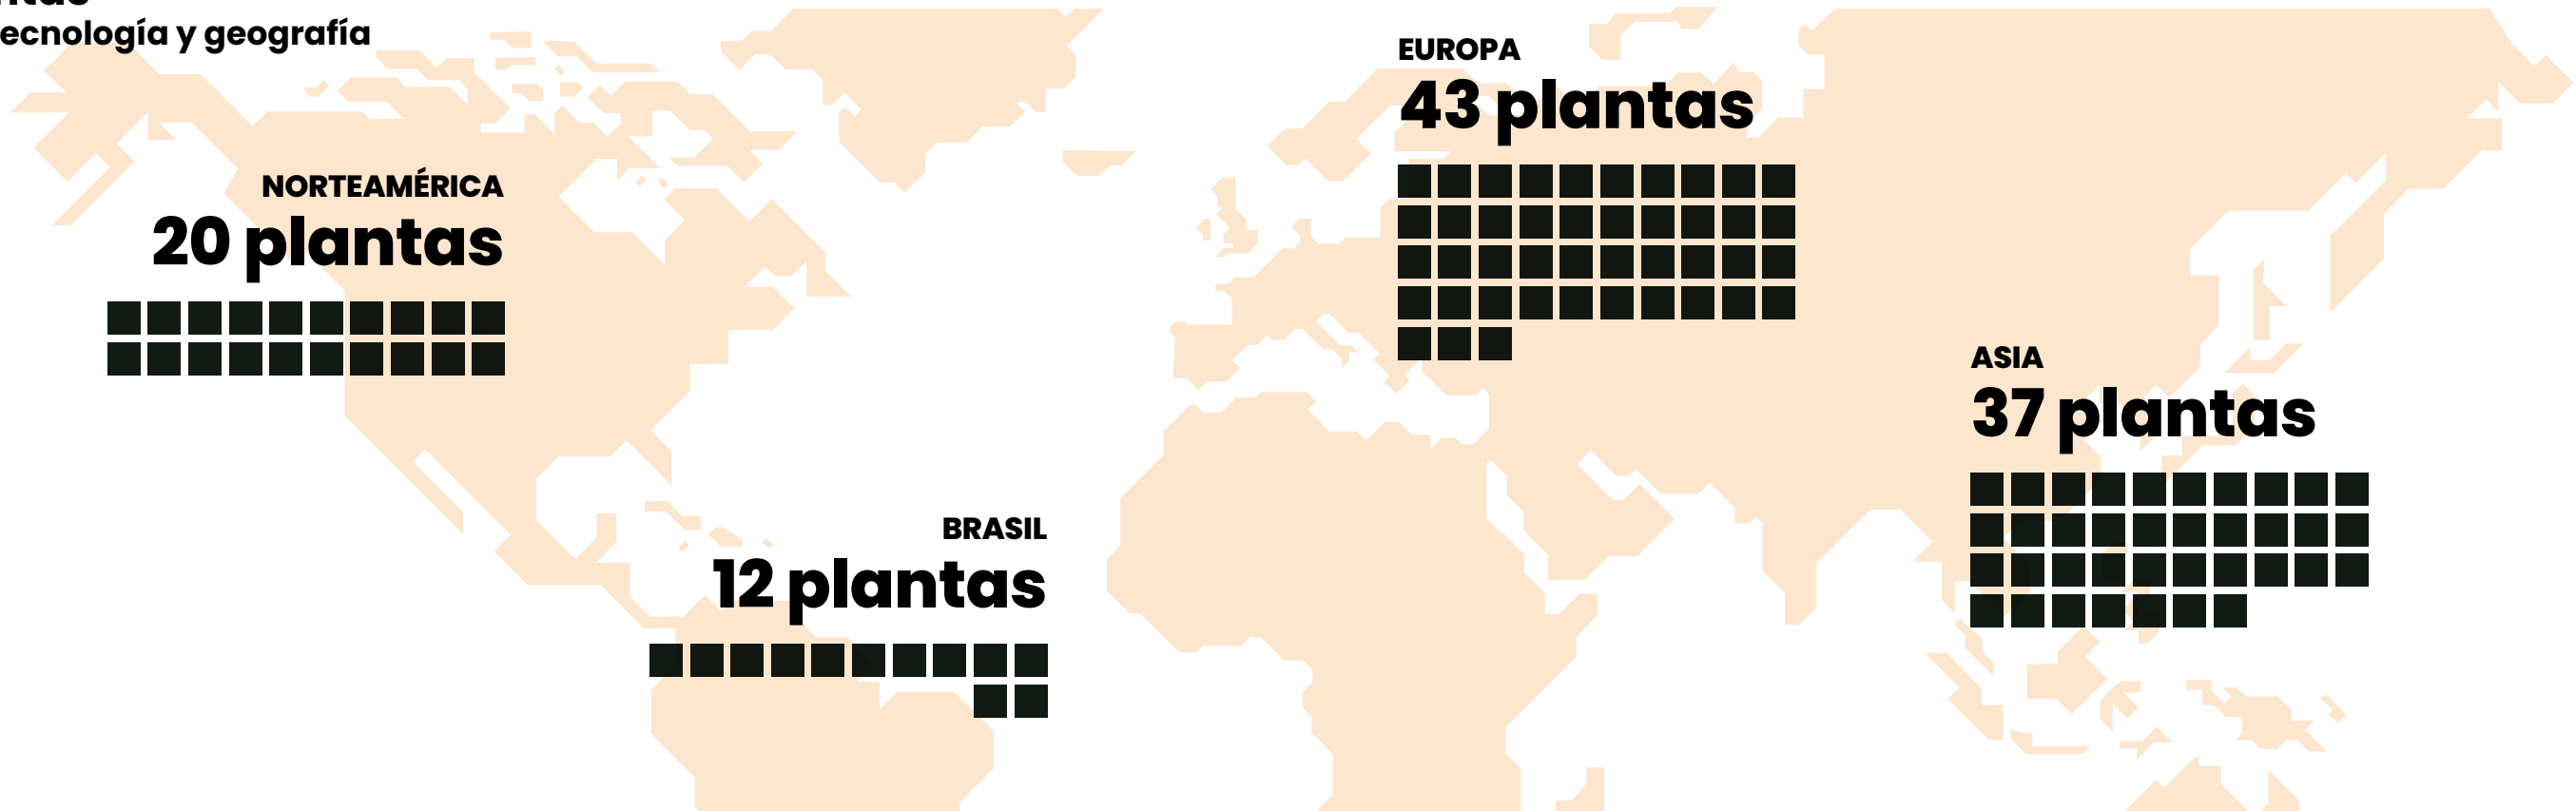 ecnología y geografía
EUROPA
43 plantas
NORTEAMÉRICA
20 plantas
ASIA
37 plantas
BRASIL
12 plantas